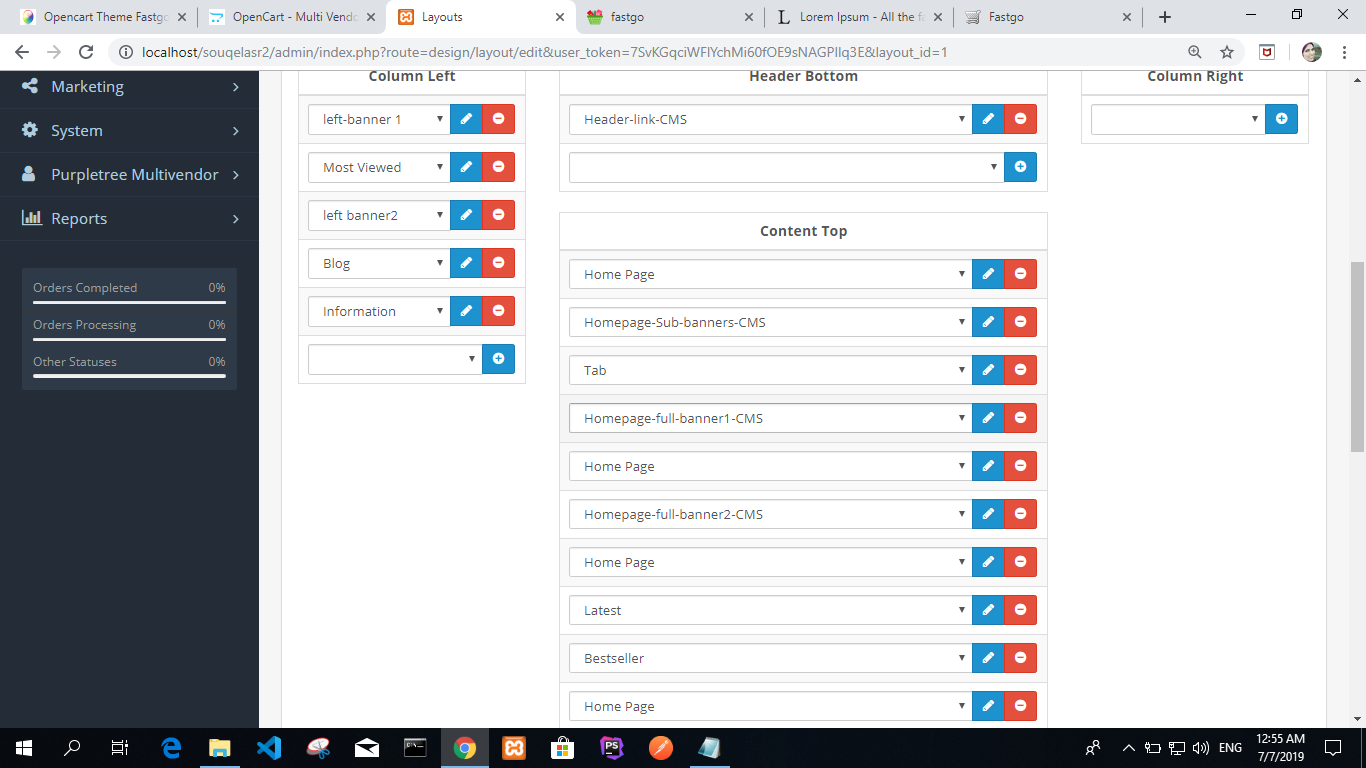 Opencart Theme Fastgo
OpenCart - Multi Vendo
Layouts
fastgo
Lorem Ipsum - All the fa
Fastgo
localhost/souqelasr2/admin/index.php?route=design/layout/edit&user_token=7SvKGqciWFlYchMi60fOE9sNAGPIlq3E&layout_id=1
Marketing
System
Purpletree Multivendor
Reports
Orders Completed 0%
Orders Processing 0%
Other Statuses 0%
Column Left
left-banner 1
Most Viewed
left banner2
Blog
Information
Header Bottom
Header-link-CMS
Content Top
Home Page
Homepage-Sub-banners-CMS
Tab
Homepage-full-banner1-CMS
Home Page
Homepage-full-banner2-CMS
Home Page
Latest
Bestseller
Home Page
Column Right
PS
ENG
12:55 AM
7/7/2019